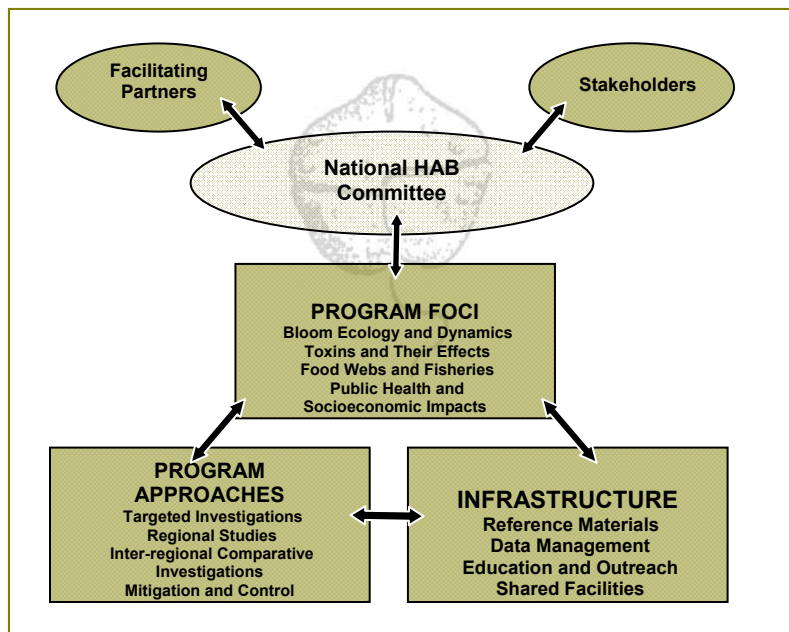 Facilitating
Partners
Stakeholders
National HAB
Committee
PROGRAM FOCI
Bloom Ecology and Dynamics
Toxins and Their Effects
Food Webs and Fisheries
Public Health and
Socioeconomic Impacts
PROGRAM
APPROACHES
Targeted Investigations
Regional Studies
Inter-regional Comparative
Investigations
Mitigation and Control
INFRASTRUCTURE
Reference Materials
Data Management
Education and Outreach
Shared Facilities